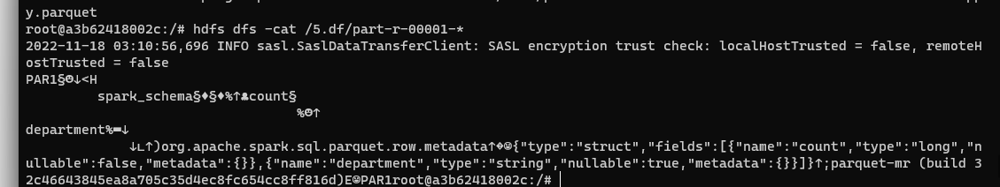 y.parquet
root@a3b62418002c:/# hdfs dfs -cat /5.df/part-r-00001-*
2022-11-18 03:10:56,696 INFO sasl.SaslDataTransferClient: SASL encryption trust check: localHostTrusted = false, remoteH
ostTrusted = false
PAR1§☻↓<H
spark_schema§♦§♦%↑♣count§
%☻↑
department%▬↓
↓∟↑)org.apache.spark.sql.parquet.row.metadata↑�☺{"type":"struct","fields":[{"name":"count","type":"long","n
ullable":false,"metadata":{}},{"name":"department","type":"string","nullable":true,"metadata":{}}]}↑;parquet-mr (build 3
2c46643845ea8a705c35d4ec8fc654cc8ff816d)E☺PAR1root@a3b62418002c:/#